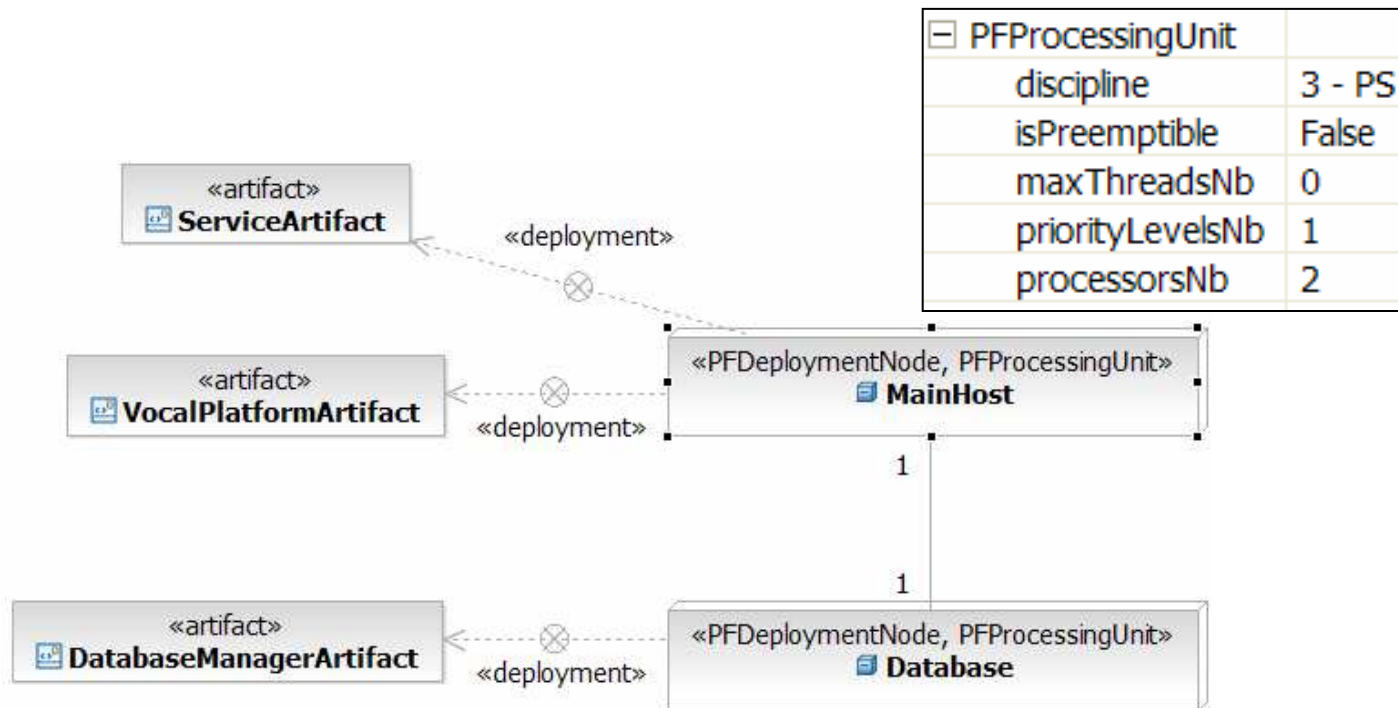 PFProcessingUnit
discipline 3 - PS
isPreemptible False
maxThreadsNb 0
priorityLevelsNb 1
processorsNb 2
«artifact»
ServiceArtifact
«deployment»
«artifact»
VocalPlatformArtifact
«deployment»
«PFDeploymentNode, PFProcessingUnit»
MainHost
1
1
«artifact»
DatabaseManagerArtifact
«deployment»
«PFDeploymentNode, PFProcessingUnit»
Database